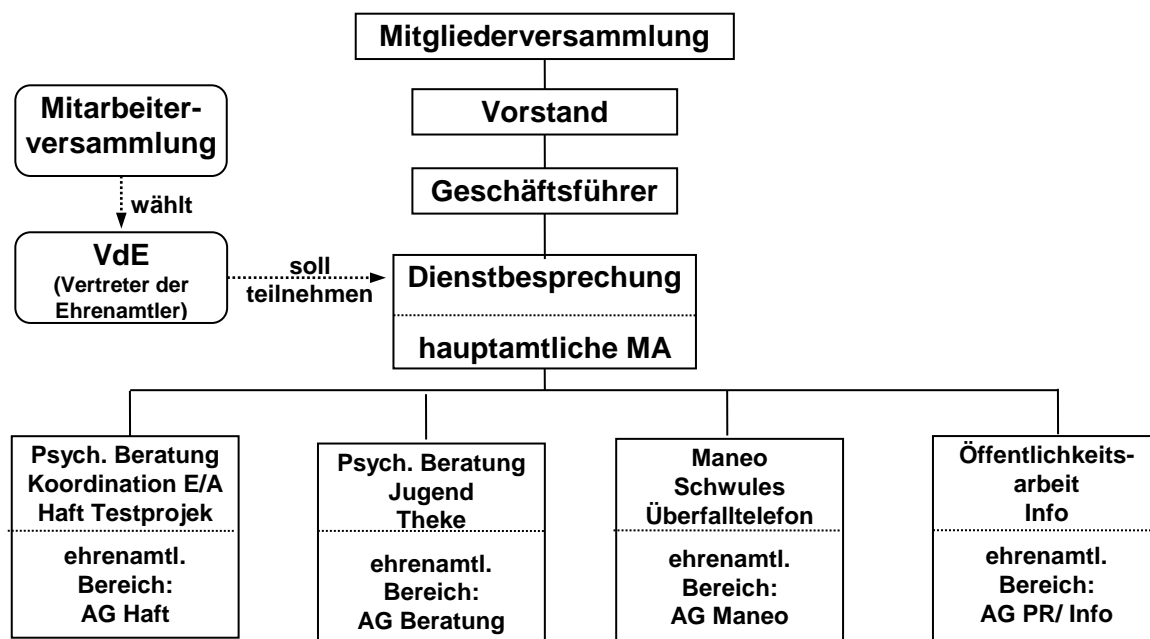 Mitgliederversammlung
Mitarbeiter-
versammlung
Vorstand
Geschäftsführer
wählt
VdE
(Vertreter der
Ehrenamtler)
soll
teilnehmen
Dienstbesprechung
hauptamtliche MA
Psych. Beratung
Koordination E/A
Haft Testprojek
ehrenamtl.
Bereich:
AG Haft
Psych. Beratung
Jugend
Theke
ehrenamtl.
Bereich:
AG Beratung
Maneo
Schwules
Überfalltelefon
ehrenamtl.
Bereich:
AG Maneo
Öffentlichkeits-
arbeit
Info
ehrenamtl.
Bereich:
AG PR/ Info